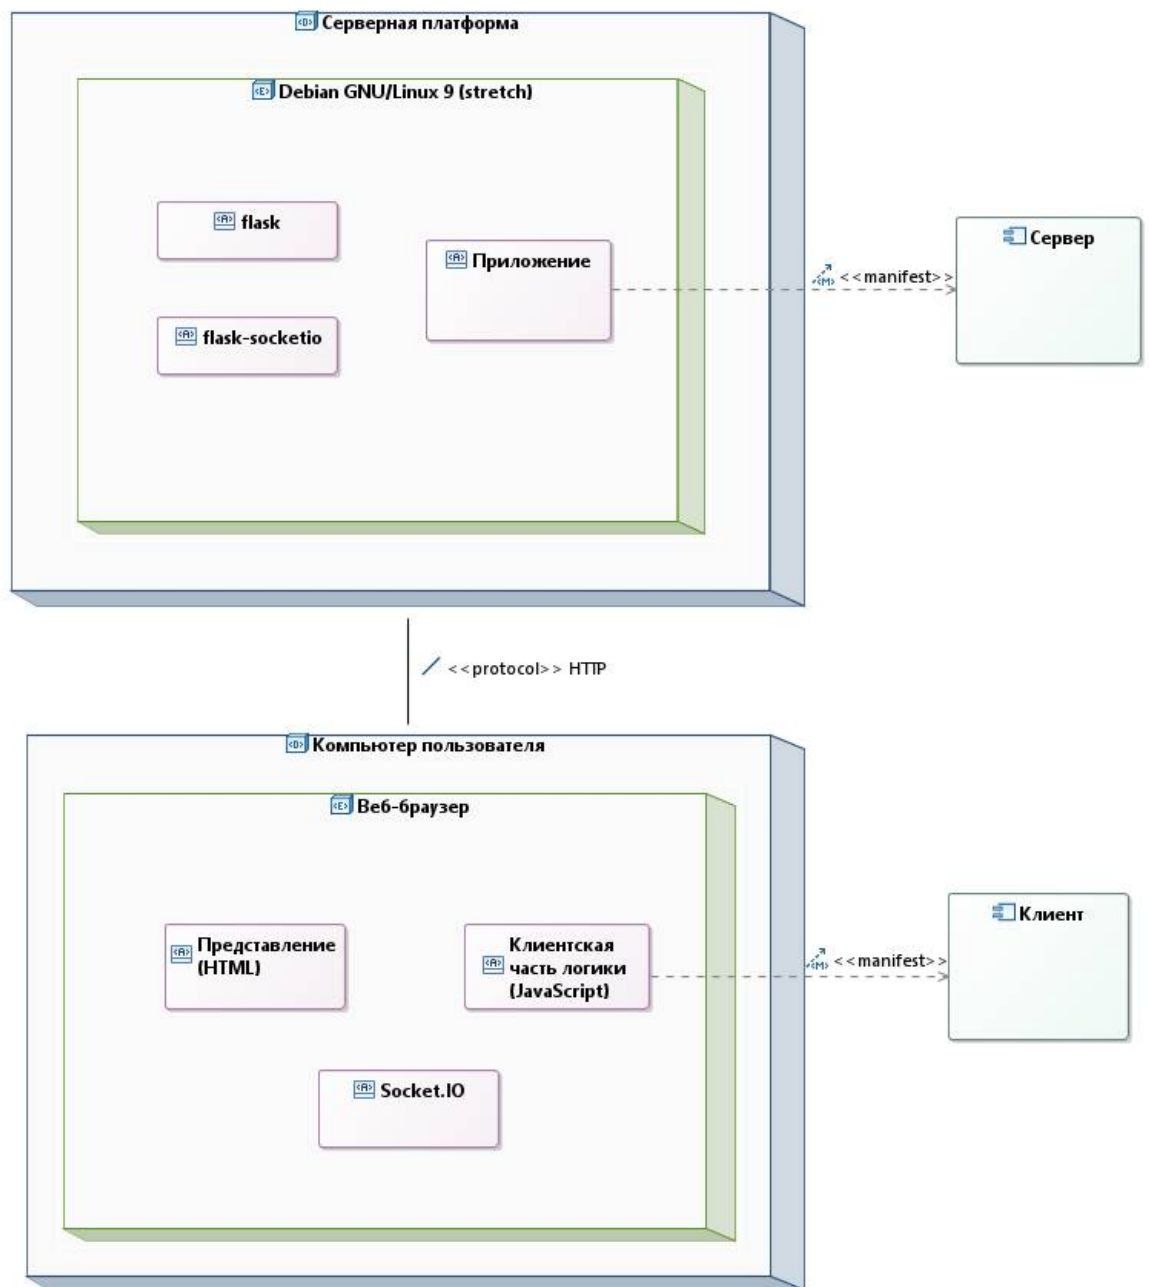 <D> Серверная платформа
<E> Debian GNU/Linux 9 (stretch)
<A> flask
<A> Приложение
<A> flask-socketio
<M> <<manifest>>
Сервер
<<protocol>> HTTP
<D> Компьютер пользователя
<E> Веб-браузер
<A> Представление
(HTML)
<A> Клиентская
часть логики
(JavaScript)
<A> Socket.IO
<M> <<manifest>>
Клиент